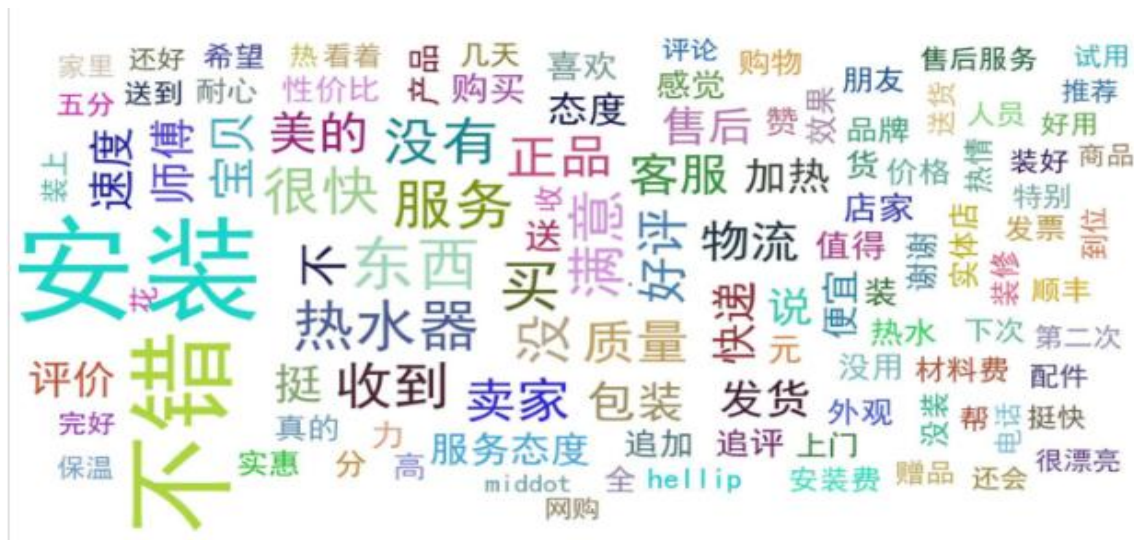 家里 还好 希望 热 看着 产品 几天 喜欢 评论 购物 朋友 售后服务 试用
五分 送到 耐心 性价比 购买 态度 感觉 效果 送货 推荐
装上 速度 师傅 宝贝 美的 没有 正品 售后 赞 品牌 人员 好用
很快 服务 收 客服 加热 货 价格 热情 装好 商品
安装 花 不 东西 送 满意 好评 物流 店家 值得 谢谢 实体店 特别 发票 到位
热水器 买 没 质量 快递 说 便宜 装 装修 顺丰
不错 元 热水 下次 第二次
评价 挺 收到 卖家 包装 发货 没用 材料费 配件
完好 真的 力 服务态度 追加 追评 上门 外观 没装 帮 电话 挺快
保温 实惠 分 高 middot 全 hellip 安装费 赠品 还会 很漂亮
网购